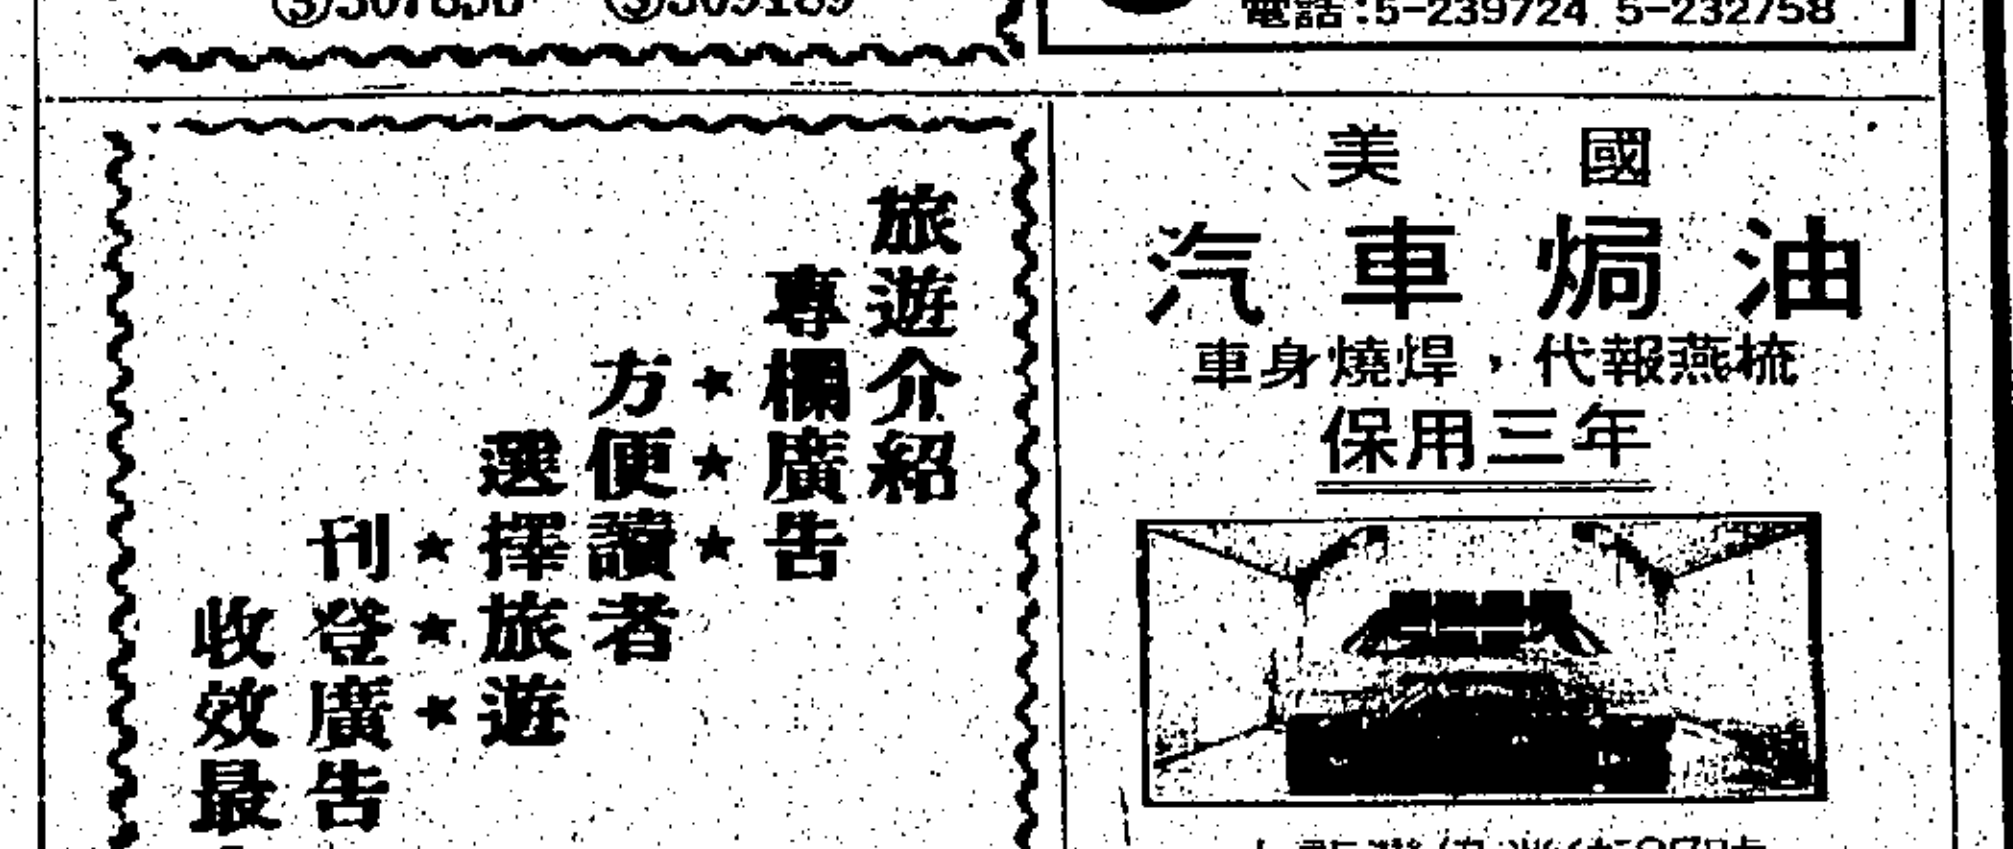 電話:5-239724 5-232758
旅遊介紹
專欄廣告
★★★
方便讀者
選擇旅遊
★★★
刊登廣告
收效最
美國
汽車焗油
車身燒焊，代報燕梳
保用三年